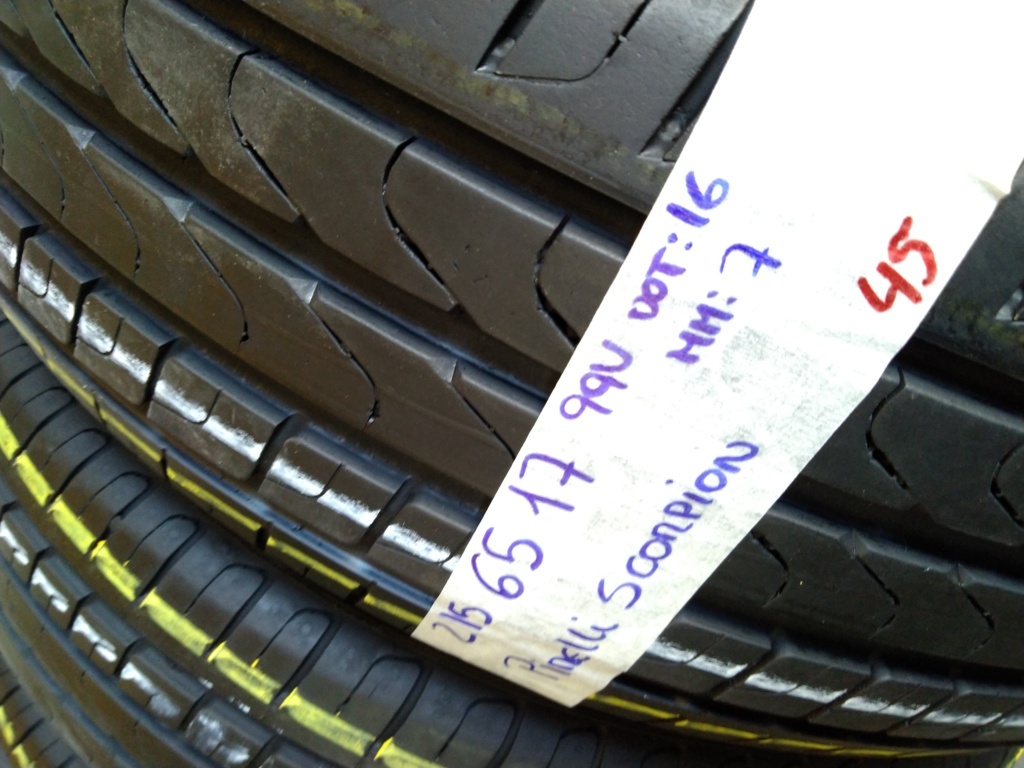 215 65 17 99V DOT:16
MM: 7
Pirelli Scorpion
45